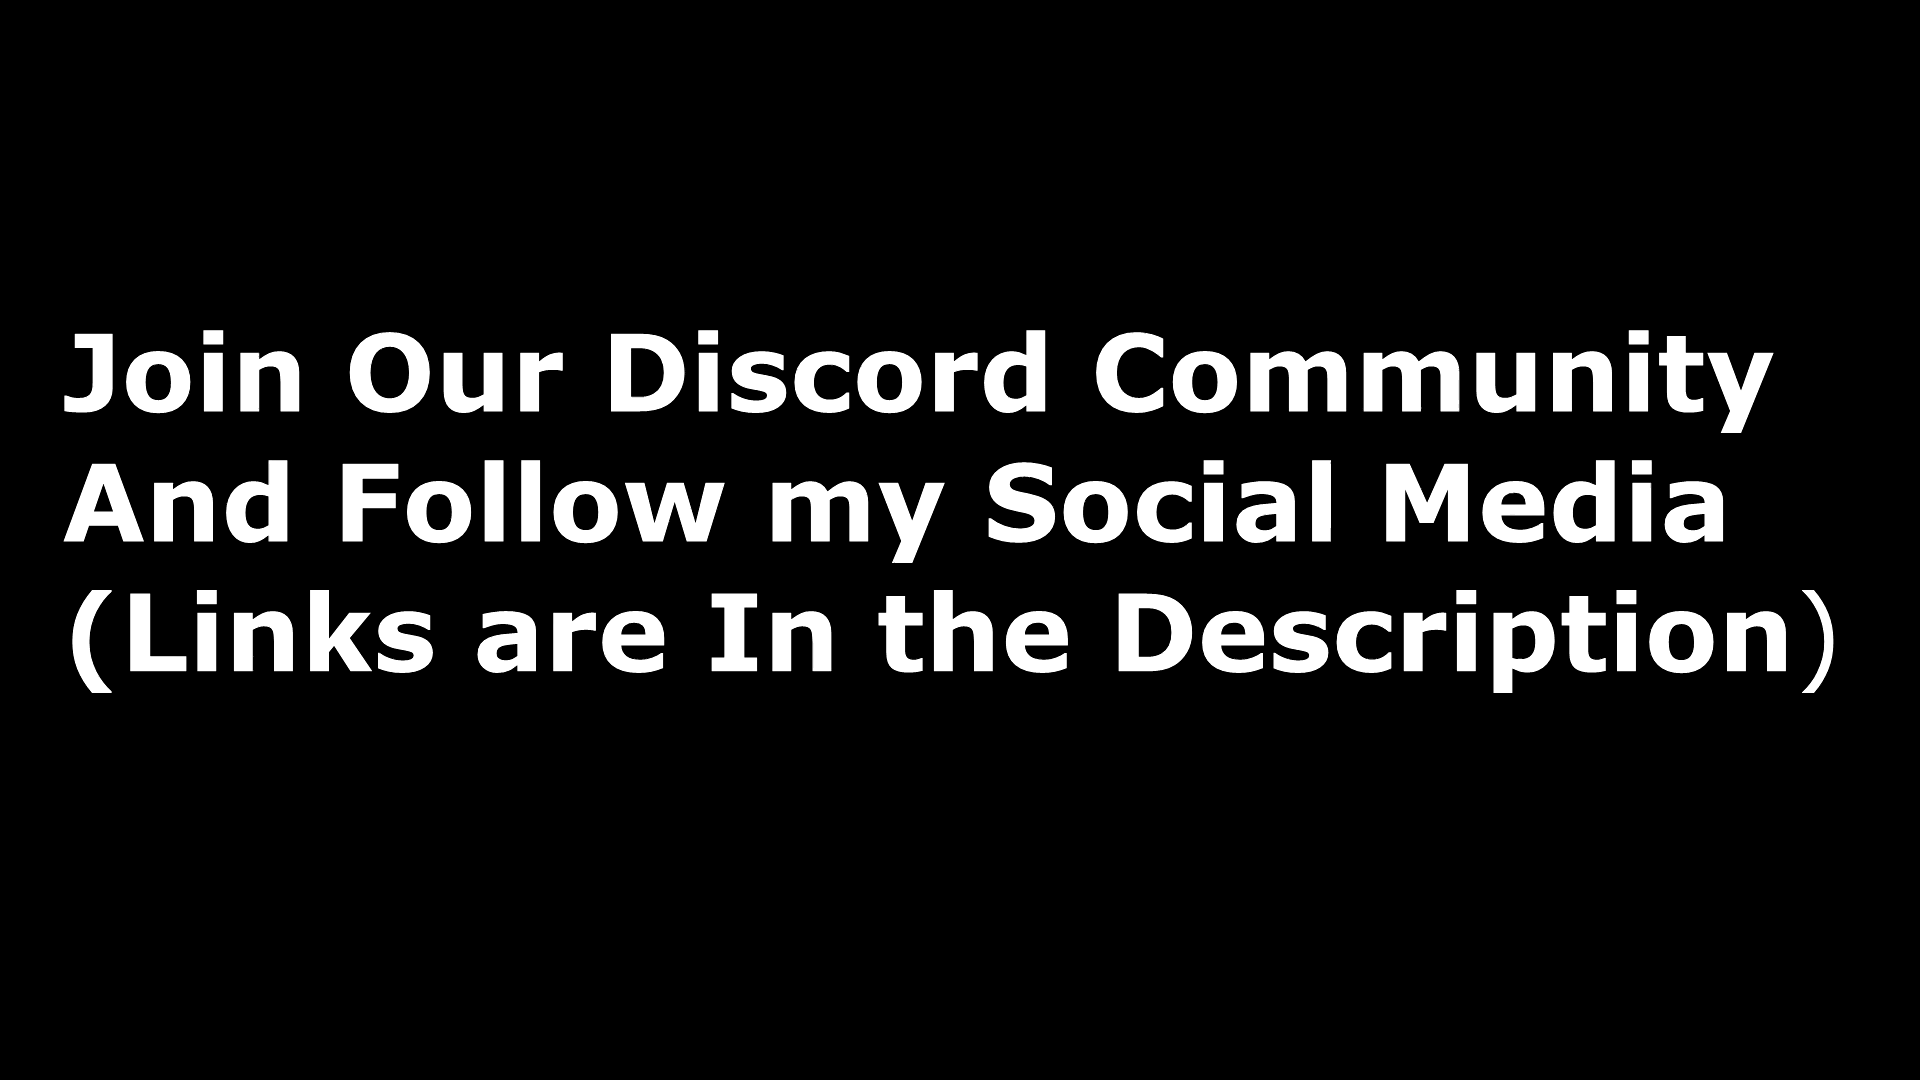 Join Our Discord Community
And Follow my Social Media
(Links are In the Description)